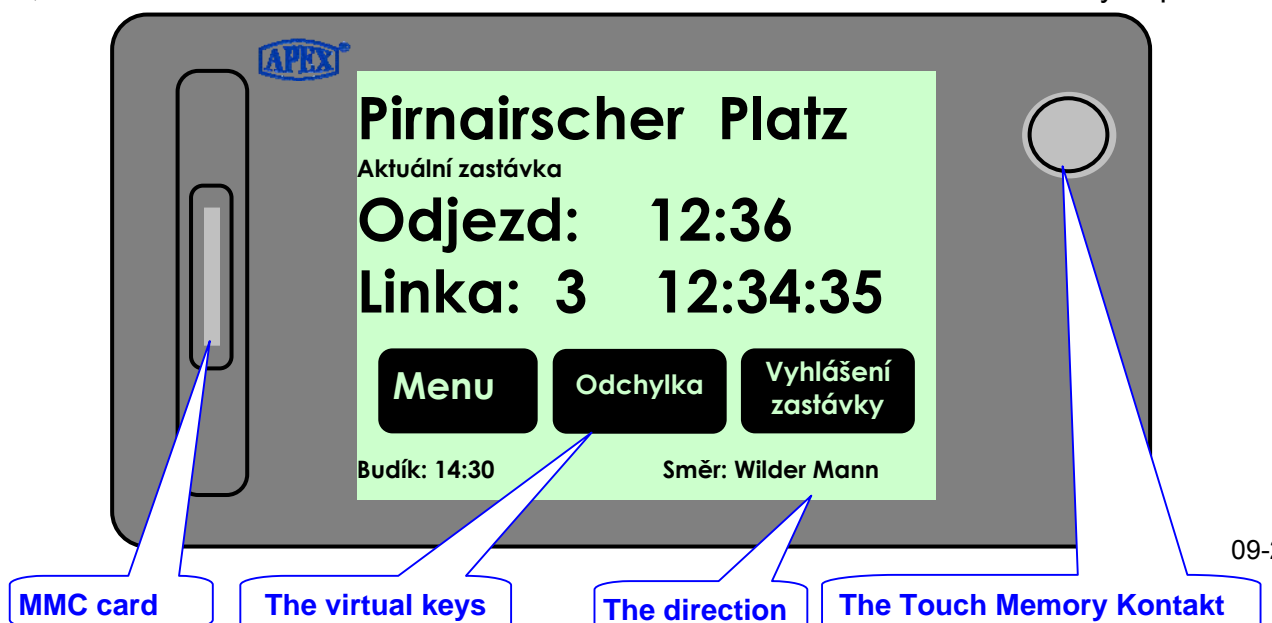 APEX®
Pirnairscher Platz
Aktuální zastávka
Odjezd: 12:36
Linka: 3 12:34:35
Menu
Odchylka
Vyhlášení
zastávky
Budík: 14:30 Směr: Wilder Mann
MMC card
The virtual keys
The direction
The Touch Memory Kontakt